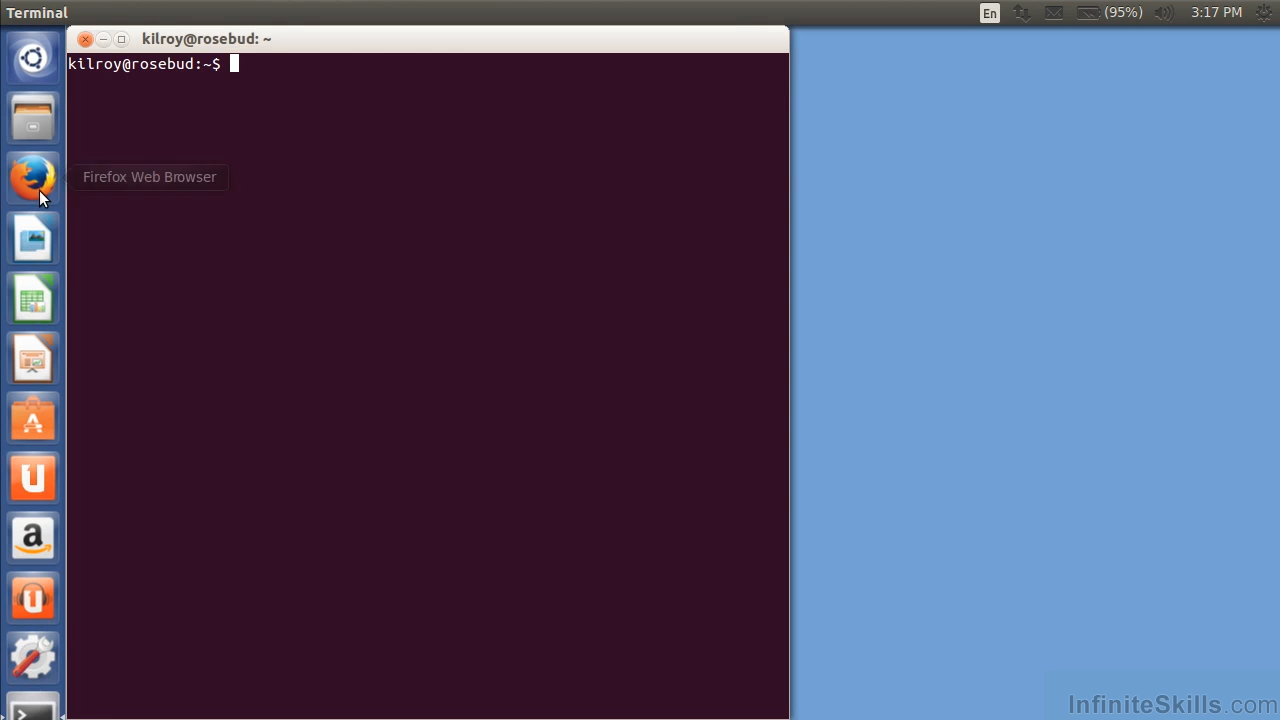 Terminal
En
(95%)
3:17 PM
kilroy@rosebud: ~
kilroy@rosebud:~$
Firefox Web Browser
InfiniteSkills.com